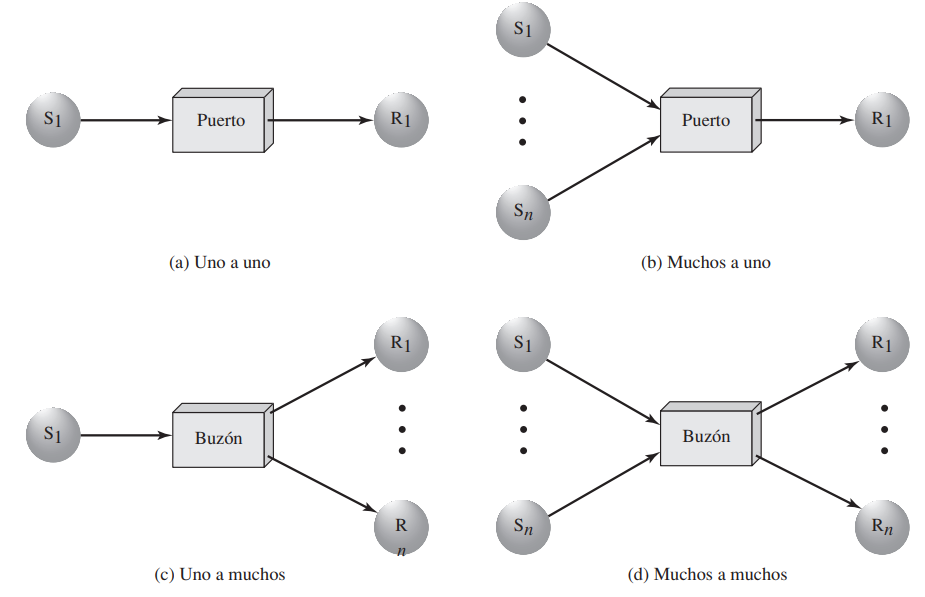 S1
Puerto
R1
(a) Uno a uno
S1
Sn
Puerto
R1
(b) Muchos a uno
S1
Buzón
R1
R
n
(c) Uno a muchos
S1
Sn
Buzón
R1
Rn
(d) Muchos a muchos